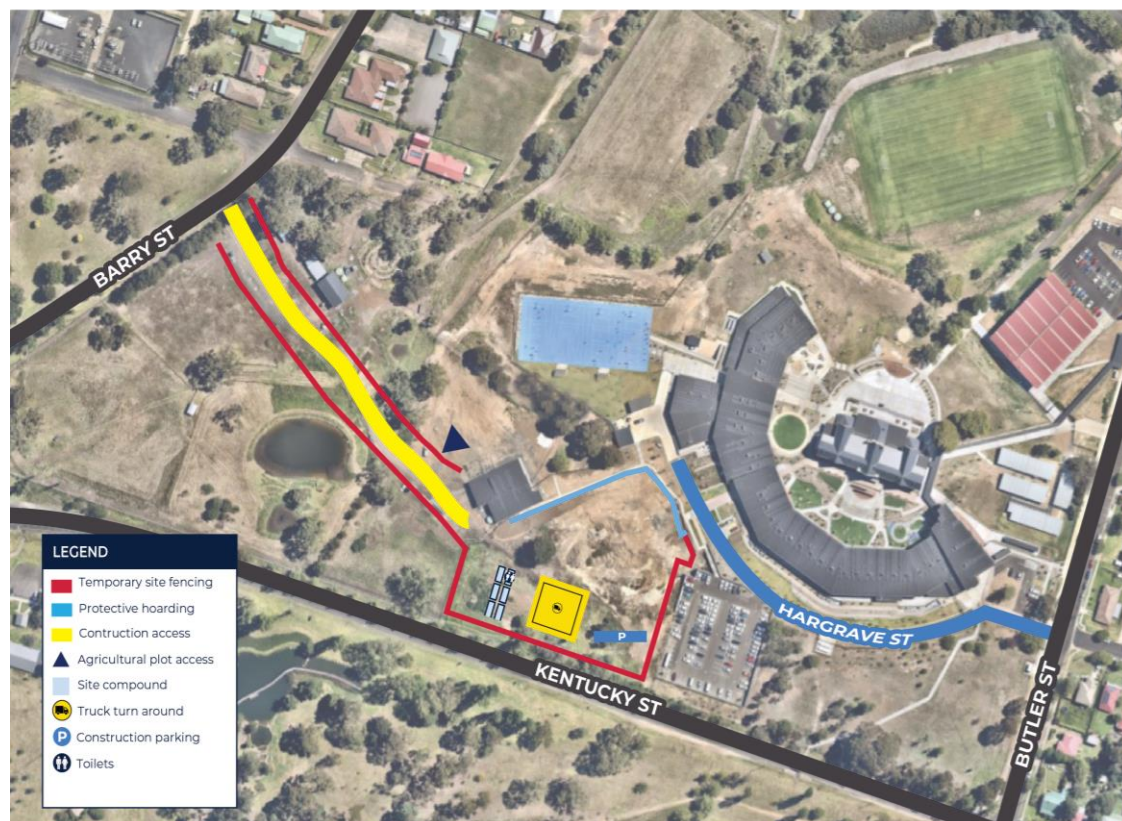 BARRY ST
HARGRAVE ST
P
KENTUCKY ST
BUTLER ST
LEGEND
Temporary site fencing
Protective hoarding
Contruction access
Agricultural plot access
Site compound
Truck turn around
P Construction parking
Toilets